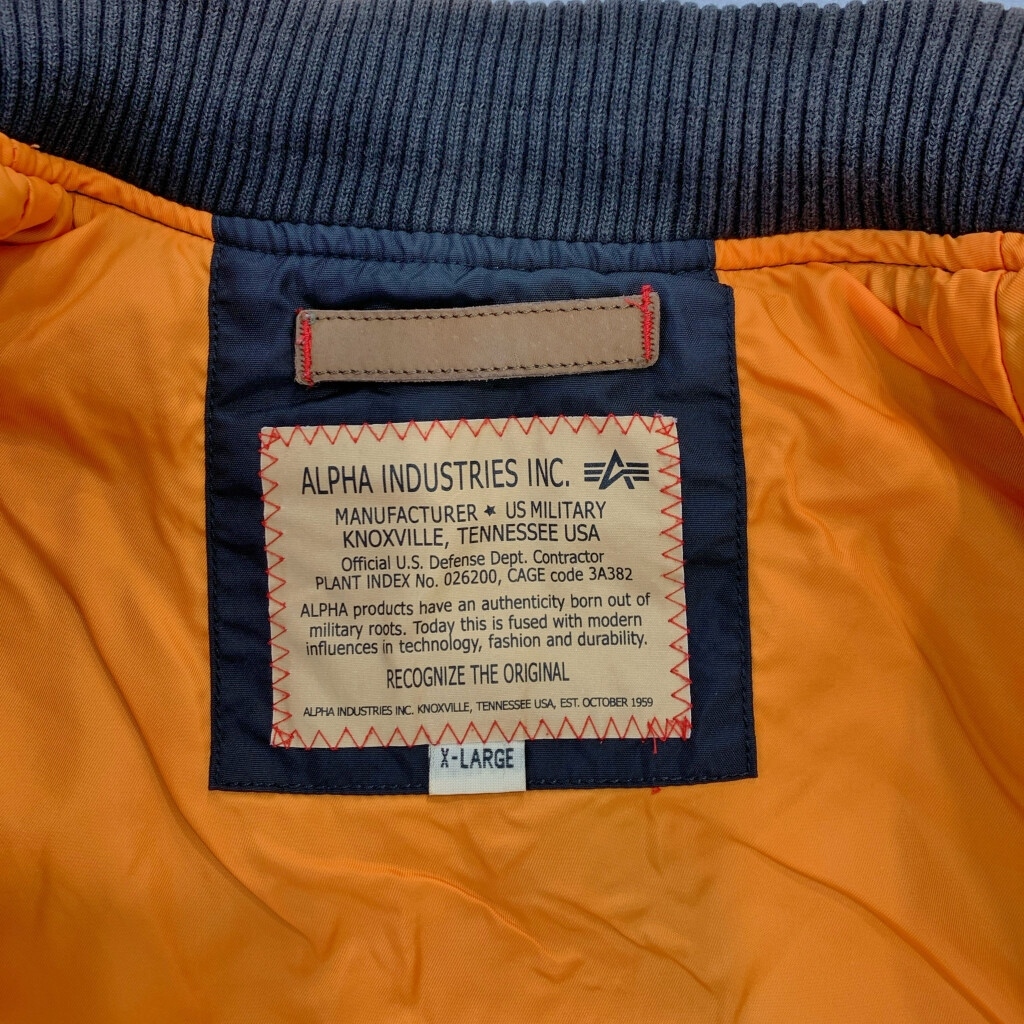 ALPHA INDUSTRIES INC.
MANUFACTURER ★ US MILITARY
KNOXVILLE, TENNESSEE USA
Official U.S. Defense Dept. Contractor
PLANT INDEX No. 026200, CAGE code 3A382
ALPHA products have an authenticity born out of
military roots. Today this is fused with modern
influences in technology, fashion and durability.
RECOGNIZE THE ORIGINAL
ALPHA INDUSTRIES INC. KNOXVILLE, TENNESSEE USA, EST. OCTOBER 1959
X-LARGE